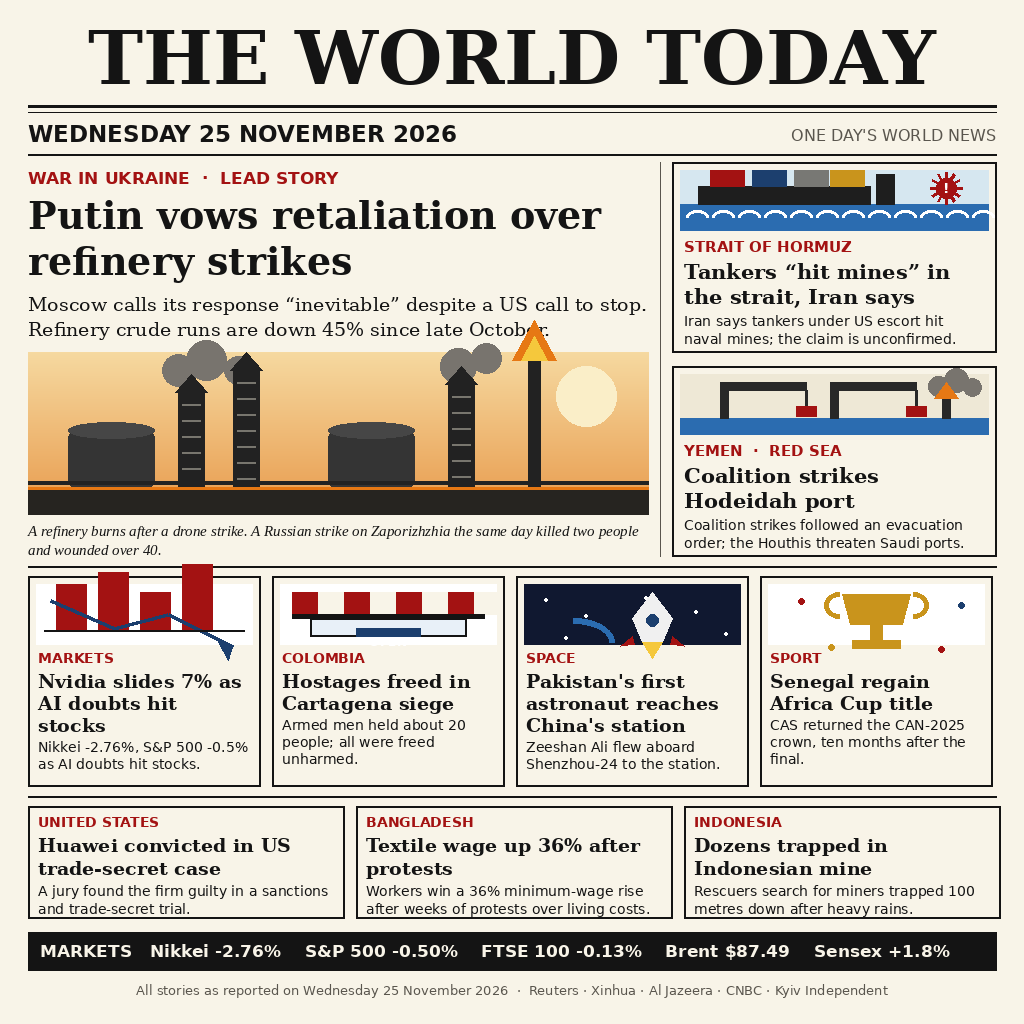 THE WORLD TODAY
WEDNESDAY 25 NOVEMBER 2026
ONE DAY'S WORLD NEWS
WAR IN UKRAINE · LEAD STORY
Putin vows retaliation over
refinery strikes
Moscow calls its response “inevitable” despite a US call to stop.
Refinery crude runs are down 45% since late October.
A refinery burns after a drone strike. A Russian strike on Zaporizhzhia the same day killed two people
and wounded over 40.
!
STRAIT OF HORMUZ
Tankers “hit mines” in
the strait, Iran says
Iran says tankers under US escort hit
naval mines; the claim is unconfirmed.
YEMEN · RED SEA
Coalition strikes
Hodeidah port
Coalition strikes followed an evacuation
order; the Houthis threaten Saudi ports.
MARKETS
Nvidia slides 7% as
AI doubts hit
stocks
Nikkei -2.76%, S&P 500 -0.5%
as AI doubts hit stocks.
COLOMBIA
Hostages freed in
Cartagena siege
Armed men held about 20
people; all were freed
unharmed.
SPACE
Pakistan's first
astronaut reaches
China's station
Zeeshan Ali flew aboard
Shenzhou-24 to the station.
SPORT
Senegal regain
Africa Cup title
CAS returned the CAN-2025
crown, ten months after the
final.
UNITED STATES
Huawei convicted in US
trade-secret case
A jury found the firm guilty in a sanctions
and trade-secret trial.
BANGLADESH
Textile wage up 36% after
protests
Workers win a 36% minimum-wage rise
after weeks of protests over living costs.
INDONESIA
Dozens trapped in
Indonesian mine
Rescuers search for miners trapped 100
metres down after heavy rains.
MARKETS Nikkei -2.76% S&P 500 -0.50% FTSE 100 -0.13% Brent $87.49 Sensex +1.8%
All stories as reported on Wednesday 25 November 2026 · Reuters · Xinhua · Al Jazeera · CNBC · Kyiv Independent